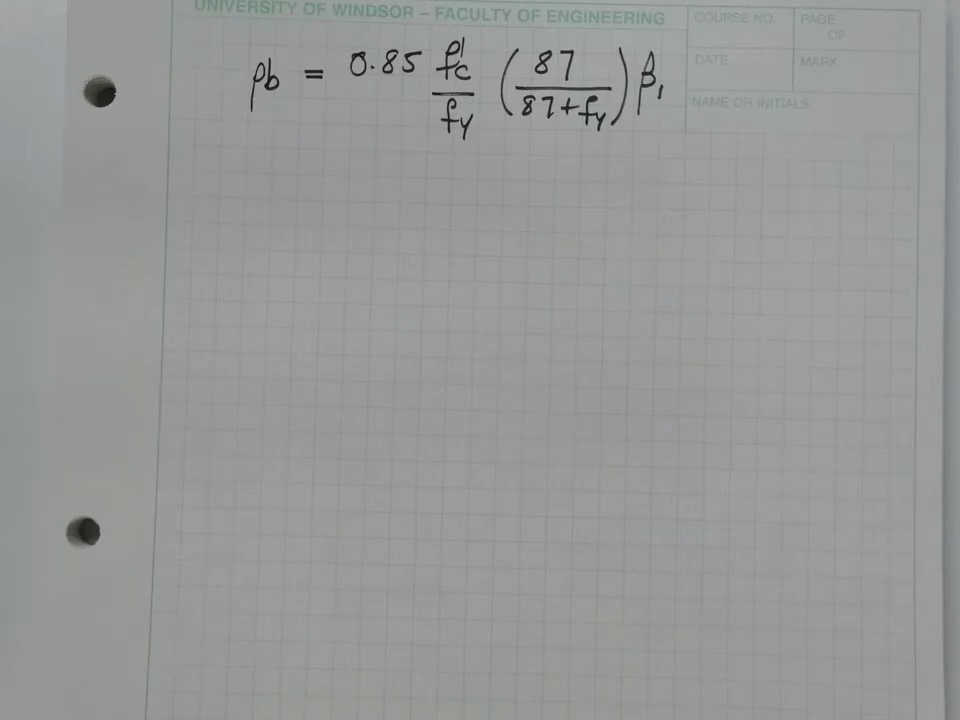 UNIVERSITY OF WINDSOR – FACULTY OF ENGINEERING
COURSE NO.
PAGE
OF
DATE
MARK
NAME OR INITIALS
ρb = 0.85 f'c / fy (87 / 87 + fy) β1